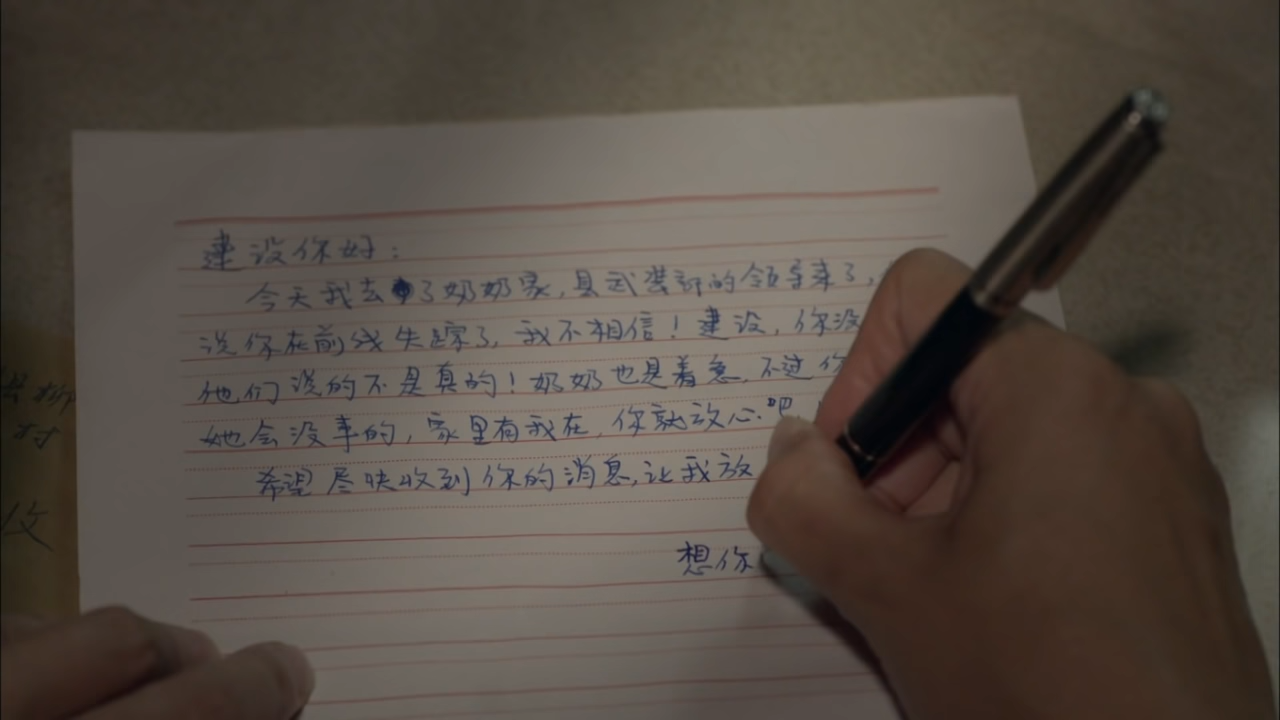 建设你好：
今天我去了奶奶家，县武装部的领导来了，
说你在前线失踪了，我不相信！建设，你没
他们说的不是真的！奶奶也是着急，不过你
她会没事的，家里有我在，你就放心吧
希望尽快收到你的消息，让我放
想你
收